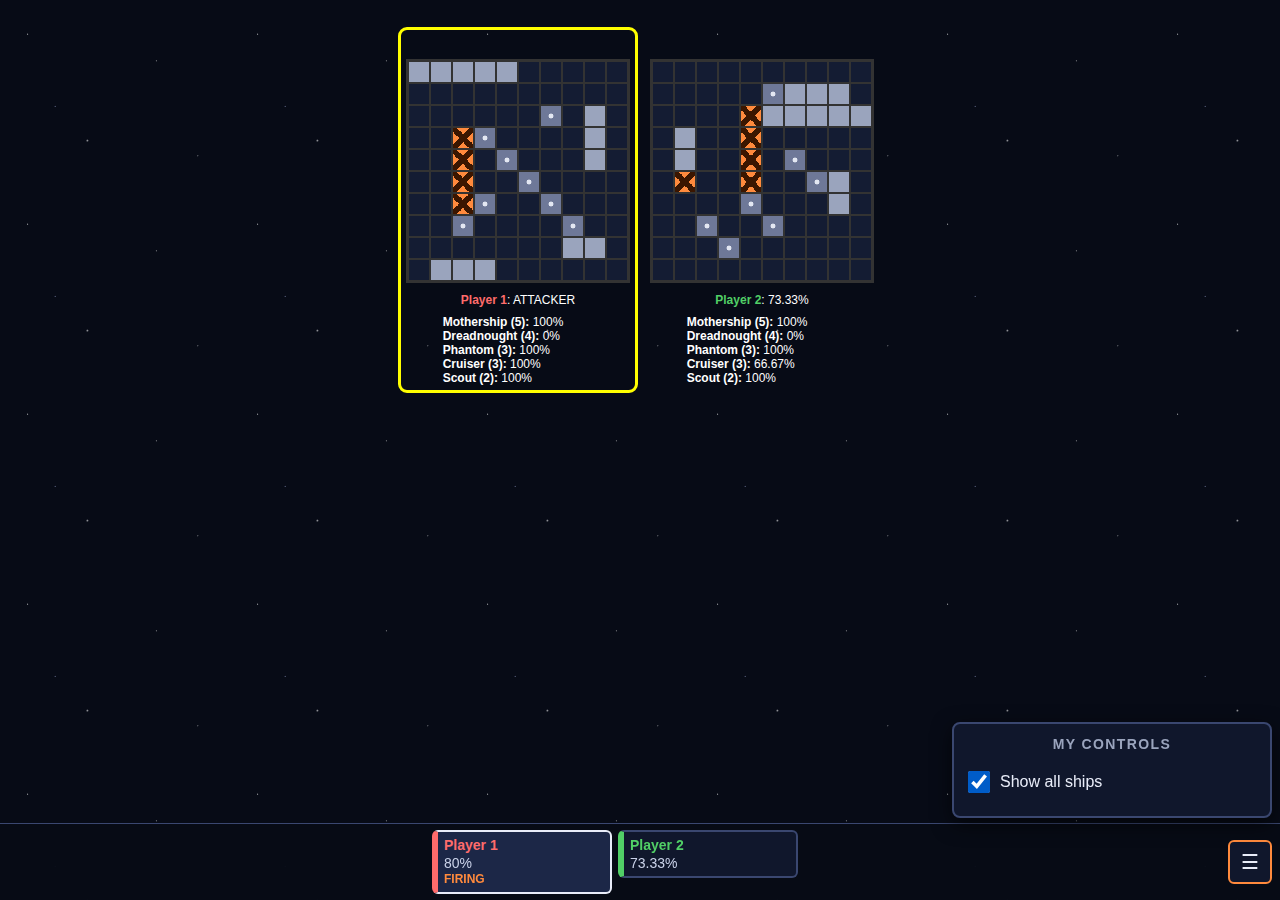 Player 1: ATTACKER
Mothership (5): 100%
Dreadnought (4): 0%
Phantom (3): 100%
Cruiser (3): 100%
Scout (2): 100%
Player 2: 73.33%
Mothership (5): 100%
Dreadnought (4): 0%
Phantom (3): 100%
Cruiser (3): 66.67%
Scout (2): 100%
MY CONTROLS
Show all ships
Player 1
80%
FIRING
Player 2
73.33%